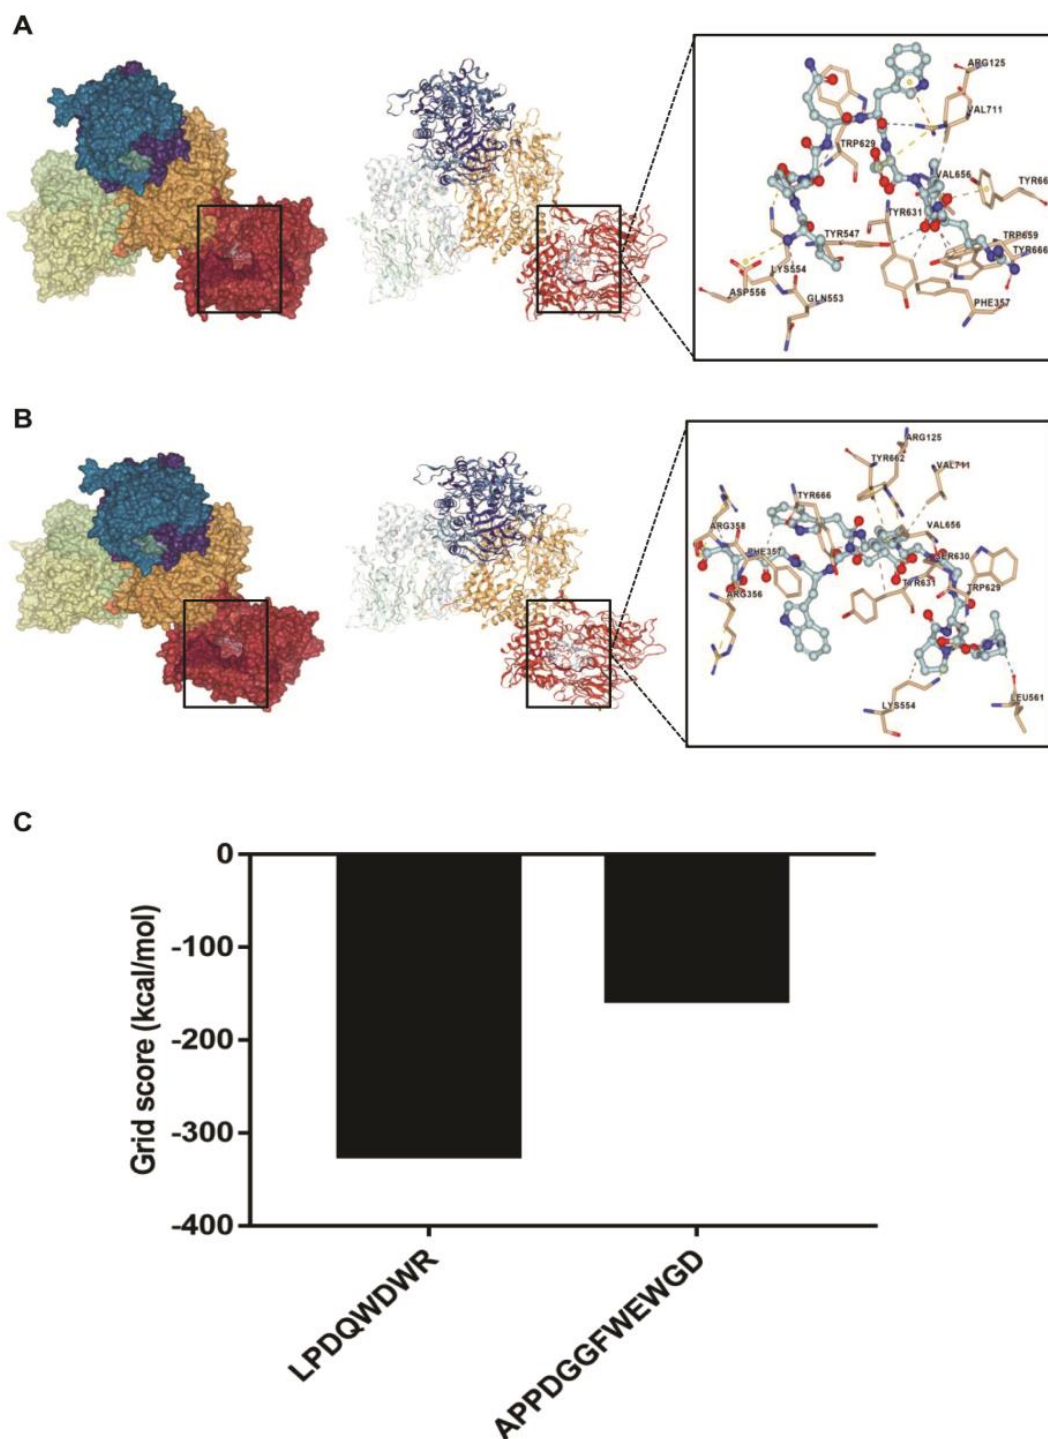 A
ARG125
VAL711
TRP629
VAL656
TYR66
TYR631
TYR547
TRP659
TYR666
LYS554
ASP556
GLN553
PHE357
B
ARG125
TYR662
VAL711
TYR666
ARG358
VAL656
PHE357
SER630
TYR631
TRP629
ARG356
LYS554
LEU561
C
0
-100
-200
-300
-400
Grid score (kcal/mol)
LPDQWDWR
APPDGGFWEWGD